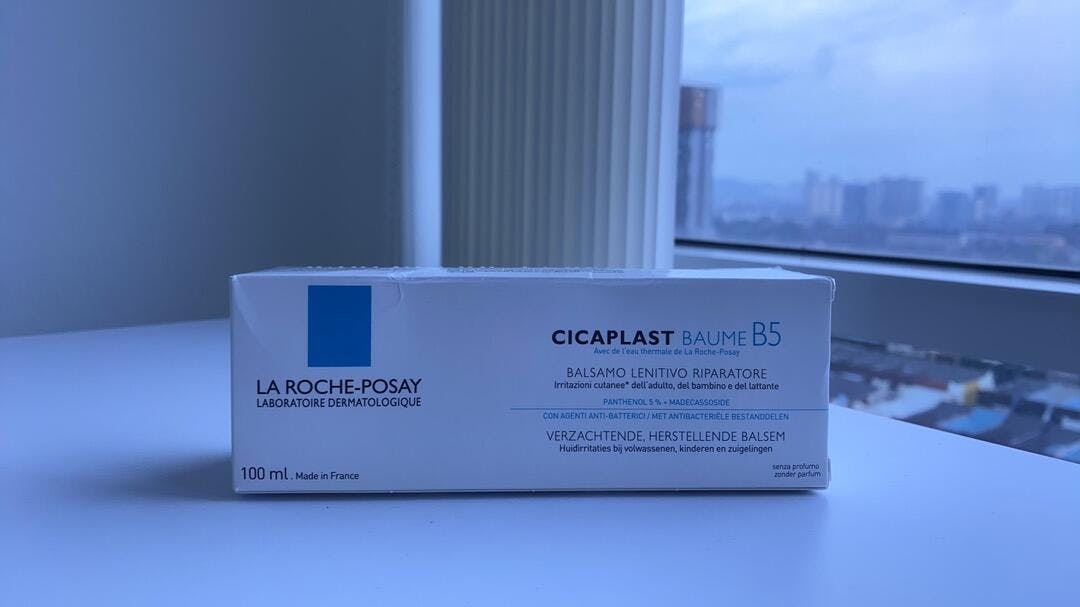 LA ROCHE-POSAY
LABORATOIRE DERMATOLOGIQUE
100 ml . Made in France
CICAPLAST BAUME B5
Avec de l'eau thermale de La Roche-Posay
BALSAMO LENITIVO RIPARATORE
Irritazioni cutanee* dell'adulto, del bambino e del lattante
PANTHENOL 5 % + MADECASSOSIDE
CON AGENTI ANTI-BATTERICI / MET ANTIBACTERIËLE BESTANDDELEN
VERZACHTENDE, HERSTELLENDE BALSEM
Huidirritaties bij volwassenen, kinderen en zuigelingen
senza profumo
zonder parfum